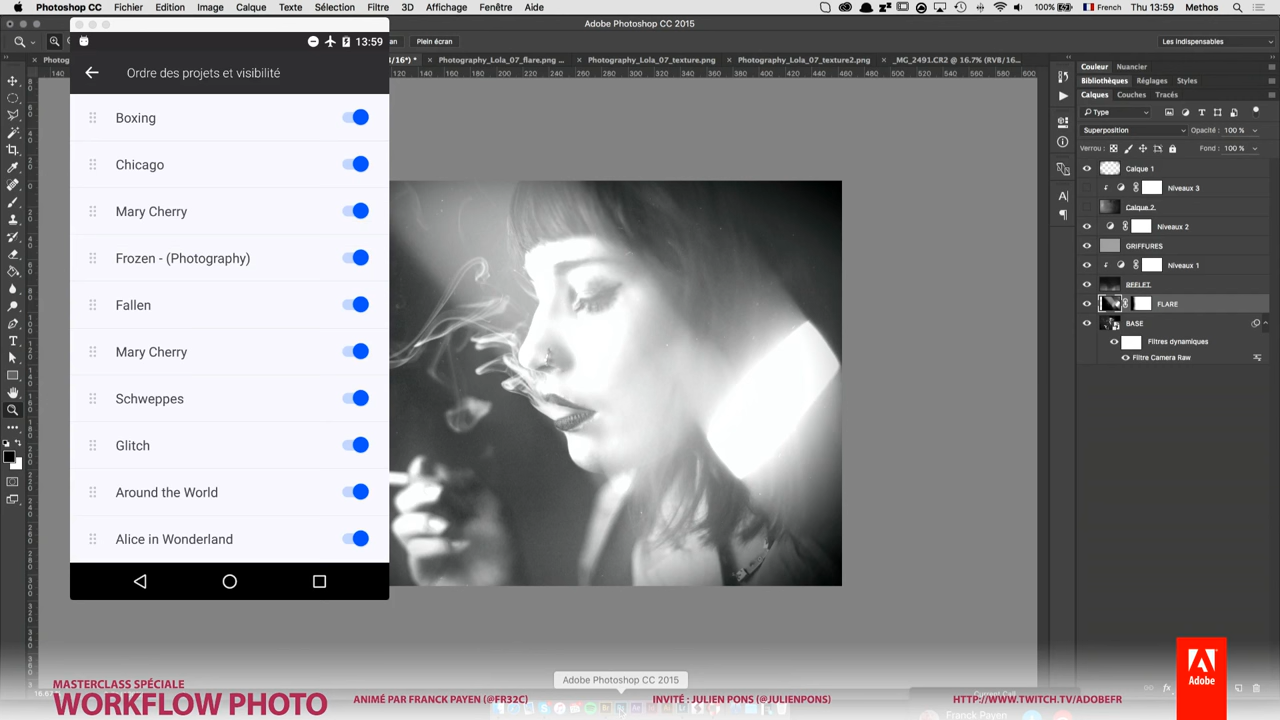 Photoshop CC Fichier Edition Image Calque Texte Sélection Filtre 3D Affichage Fenêtre Aide
100% French Thu 13:59 Methos
Adobe Photoshop CC 2015
Plein écran
Les Indispensables
Photography_Lola_07_flare.png ...
Photography_Lola_07_texture.png
Photography_Lola_07_texture2.png
_MG_2491.CR2 @ 16.7% (RVB/16...
13:59
Ordre des projets et visibilité
Boxing
Chicago
Mary Cherry
Frozen - (Photography)
Fallen
Mary Cherry
Schweppes
Glitch
Around the World
Alice in Wonderland
Couleur Nuancier
Bibliothèques Réglages Styles
Calques Couches Tracés
Type
Superposition Opacité : 100 %
Verrou : Fond : 100 %
Calque 1
Niveaux 3
Calque 2
Niveaux 2
GRIFFURES
Niveaux 1
REFLET
FLARE
BASE
Filtres dynamiques
Filtre Camera Raw
Adobe Photoshop CC 2015
MASTERCLASS SPÉCIALE
WORKFLOW PHOTO
ANIMÉ PAR FRANCK PAYEN (@FR32C)
INVITÉ : JULIEN PONS (@JULIENPONS)
HTTP://WWW.TWITCH.TV/ADOBEFR
Adobe
Franck Payen